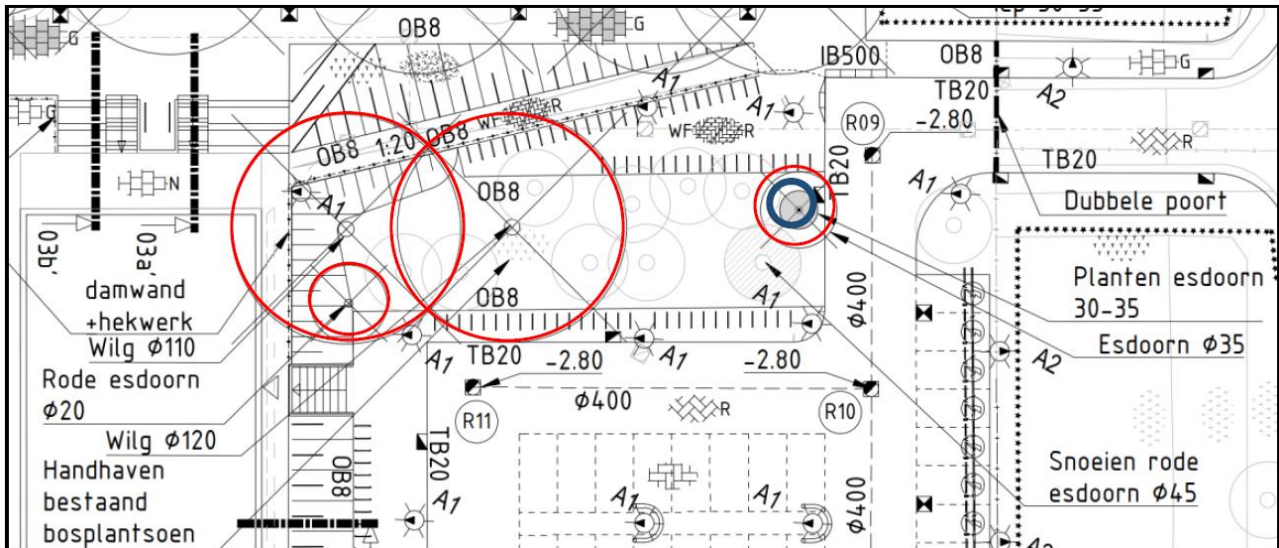 G
OB8
G
IB500
OB8
TB20
A2
G
A1
A1
WF
R
WF
R
R09
-2.80
R
TB20
OB8 1:20 OB8
G
N
A1
TB20
A1
Dubbele poort
OB8
03b'
03a'
damwand
+hekwerk
Wilg Ø110
Rode esdoorn
Ø20
Wilg Ø120
Handhaven
bestaand
bosplantsoen
OB8
A1
Ø400
Planten esdoorn
30-35
Esdoorn Ø35
A1
TB20
-2.80
A1
-2.80
A2
Ø400
R11
R
R10
TB20
OB8
A1
A1
A1
Ø400
Snoeien rode
esdoorn Ø45
A2